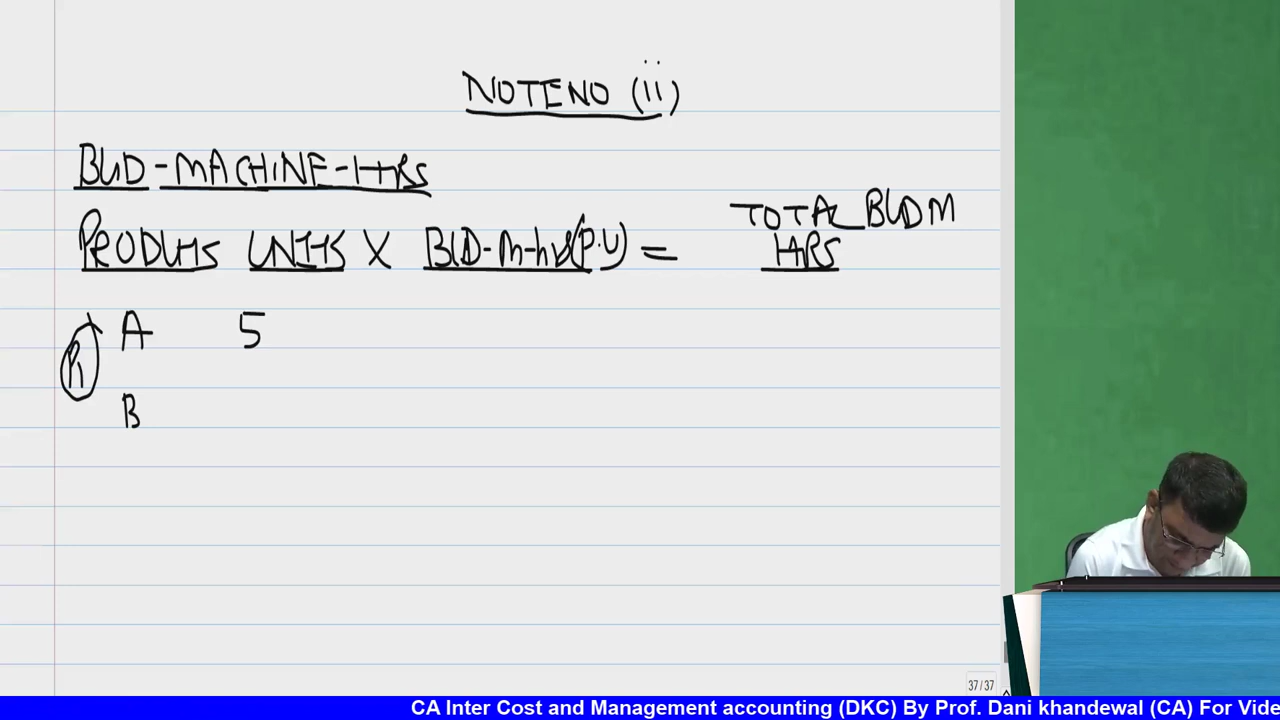 NOTE NO (ii)
BUD-MACHINE-HRS
TOTAL BUDM
PRODUCTS UNITS X BUD-m-hrs(P.U) = HRS
P1 A 5
B
37/37
CA Inter Cost and Management accounting (DKC) By Prof. Dani khandewal (CA) For Vide